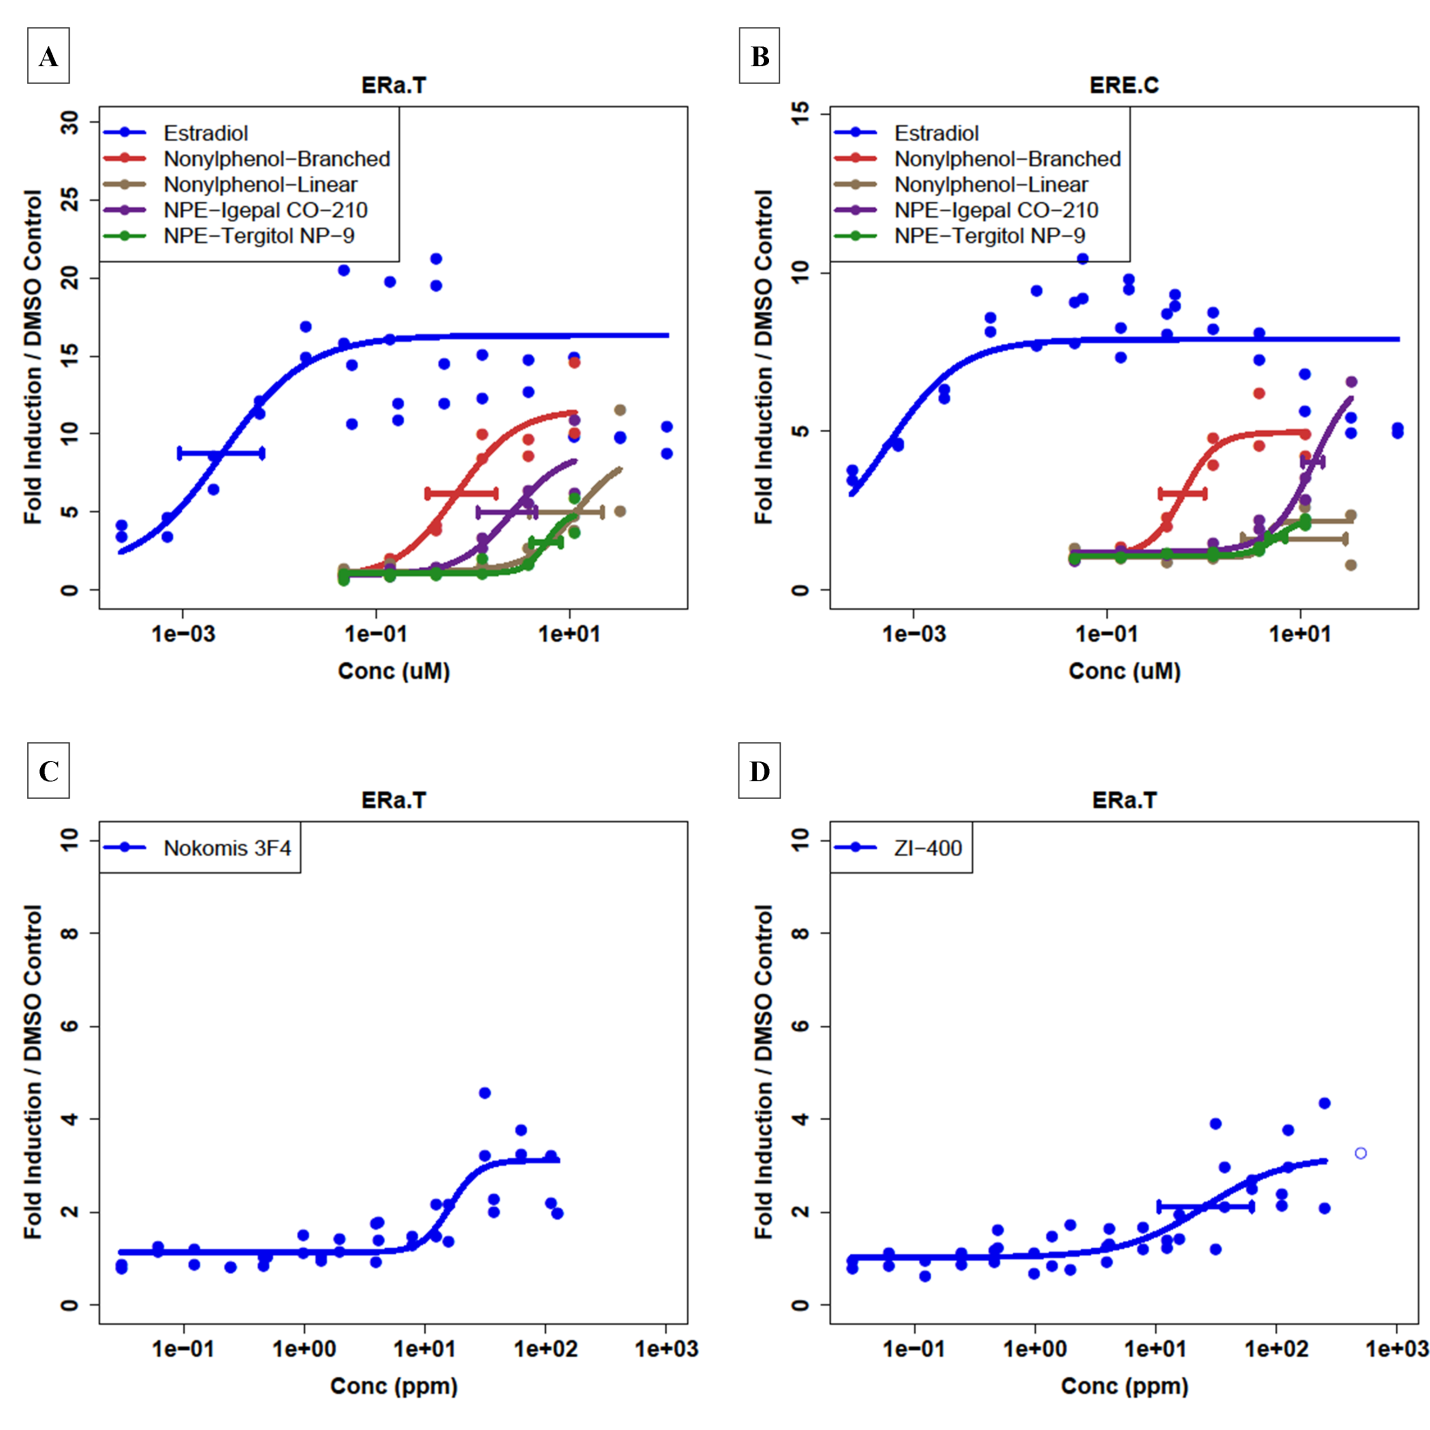 A
ERa.T
30
25
20
15
10
5
0
Fold Induction / DMSO Control
Estradiol
Nonylphenol−Branched
Nonylphenol−Linear
NPE−Igepal CO−210
NPE−Tergitol NP−9
1e−03
1e−01
1e+01
Conc (uM)
B
ERE.C
15
10
5
0
Fold Induction / DMSO Control
Estradiol
Nonylphenol−Branched
Nonylphenol−Linear
NPE−Igepal CO−210
NPE−Tergitol NP−9
1e−03
1e−01
1e+01
Conc (uM)
C
ERa.T
10
8
6
4
2
0
Fold Induction / DMSO Control
Nokomis 3F4
1e−01
1e+00
1e+01
1e+02
1e+03
Conc (ppm)
D
ERa.T
10
8
6
4
2
0
Fold Induction / DMSO Control
ZI−400
1e−01
1e+00
1e+01
1e+02
1e+03
Conc (ppm)